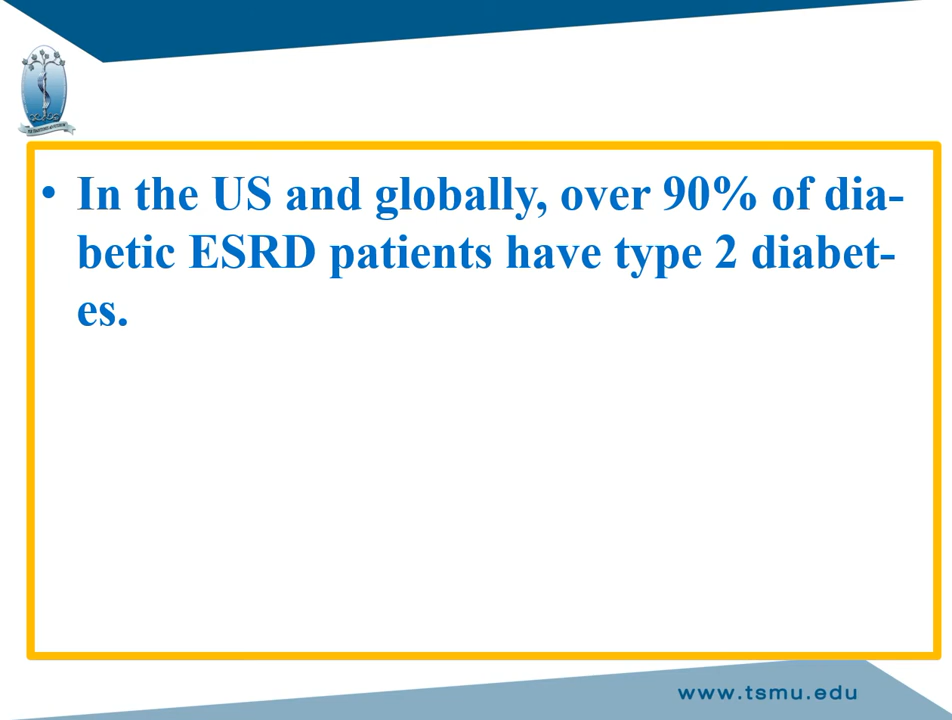 • In the US and globally, over 90% of dia-
betic ESRD patients have type 2 diabet-
es.
www.tsmu.edu